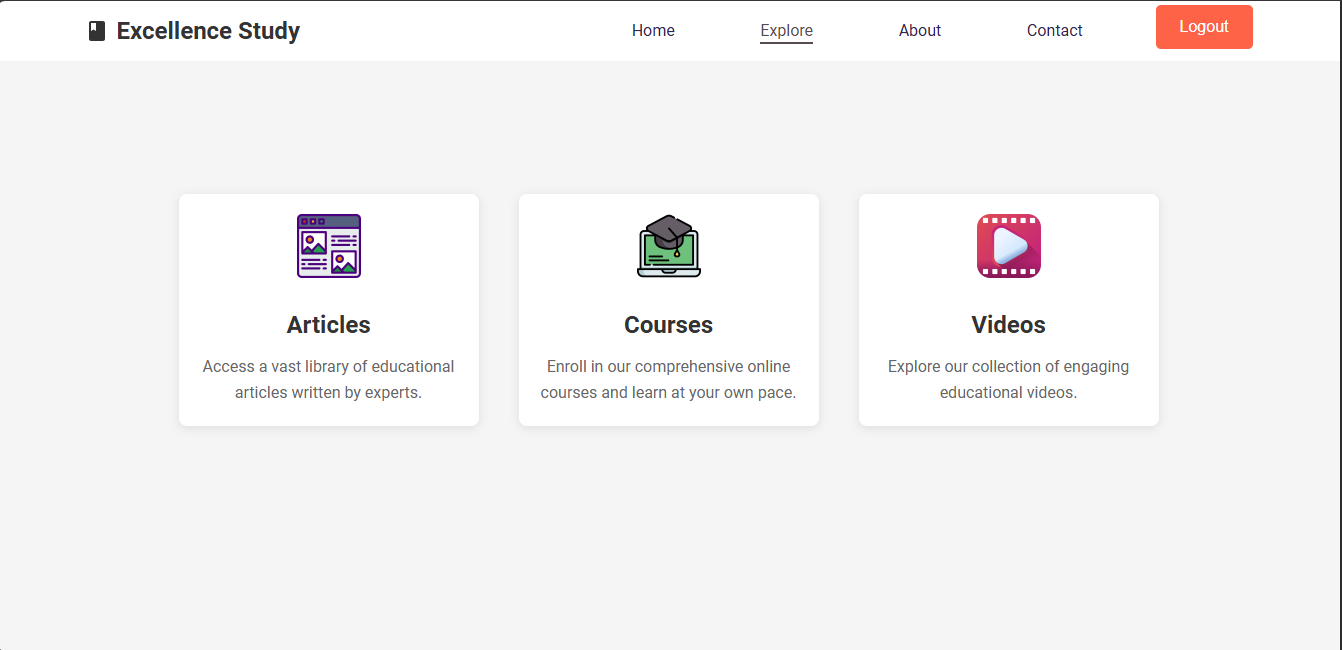 Excellence Study
Home
Explore
About
Contact
Logout
Articles
Access a vast library of educational
articles written by experts.
Courses
Enroll in our comprehensive online
courses and learn at your own pace.
Videos
Explore our collection of engaging
educational videos.